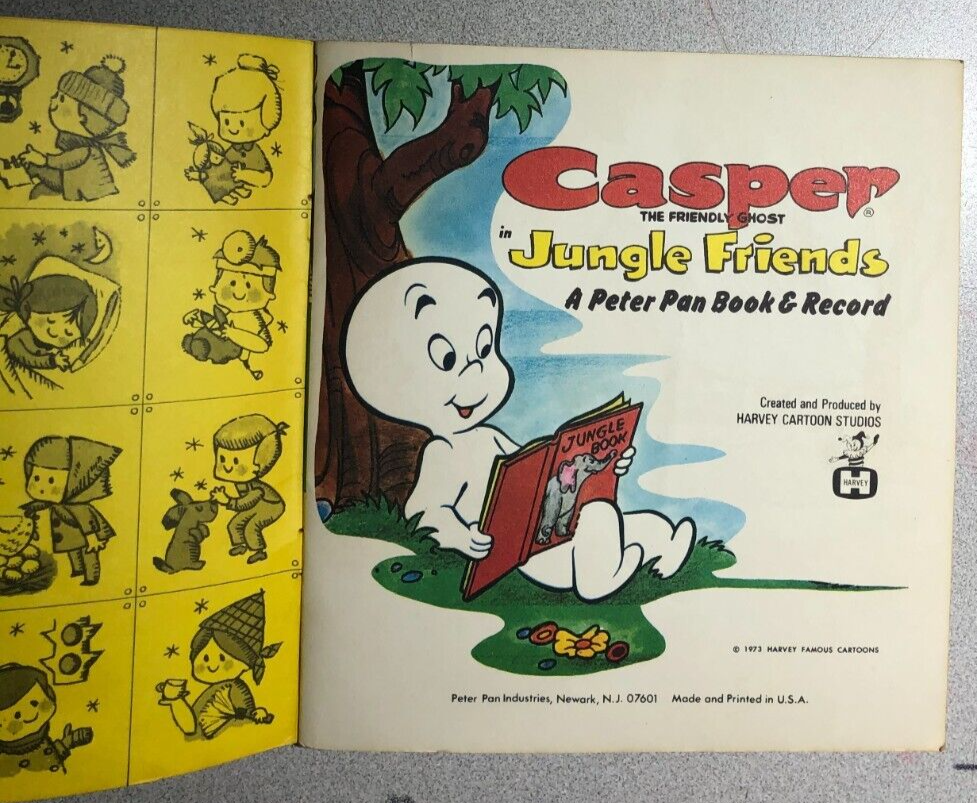 Casper®
THE FRIENDLY GHOST
in
Jungle Friends
A Peter Pan Book & Record
Created and Produced by
HARVEY CARTOON STUDIOS
HARVEY
H
JUNGLE
BOOK
© 1973 HARVEY FAMOUS CARTOONS
Peter Pan Industries, Newark, N.J. 07601 Made and Printed in U.S.A.